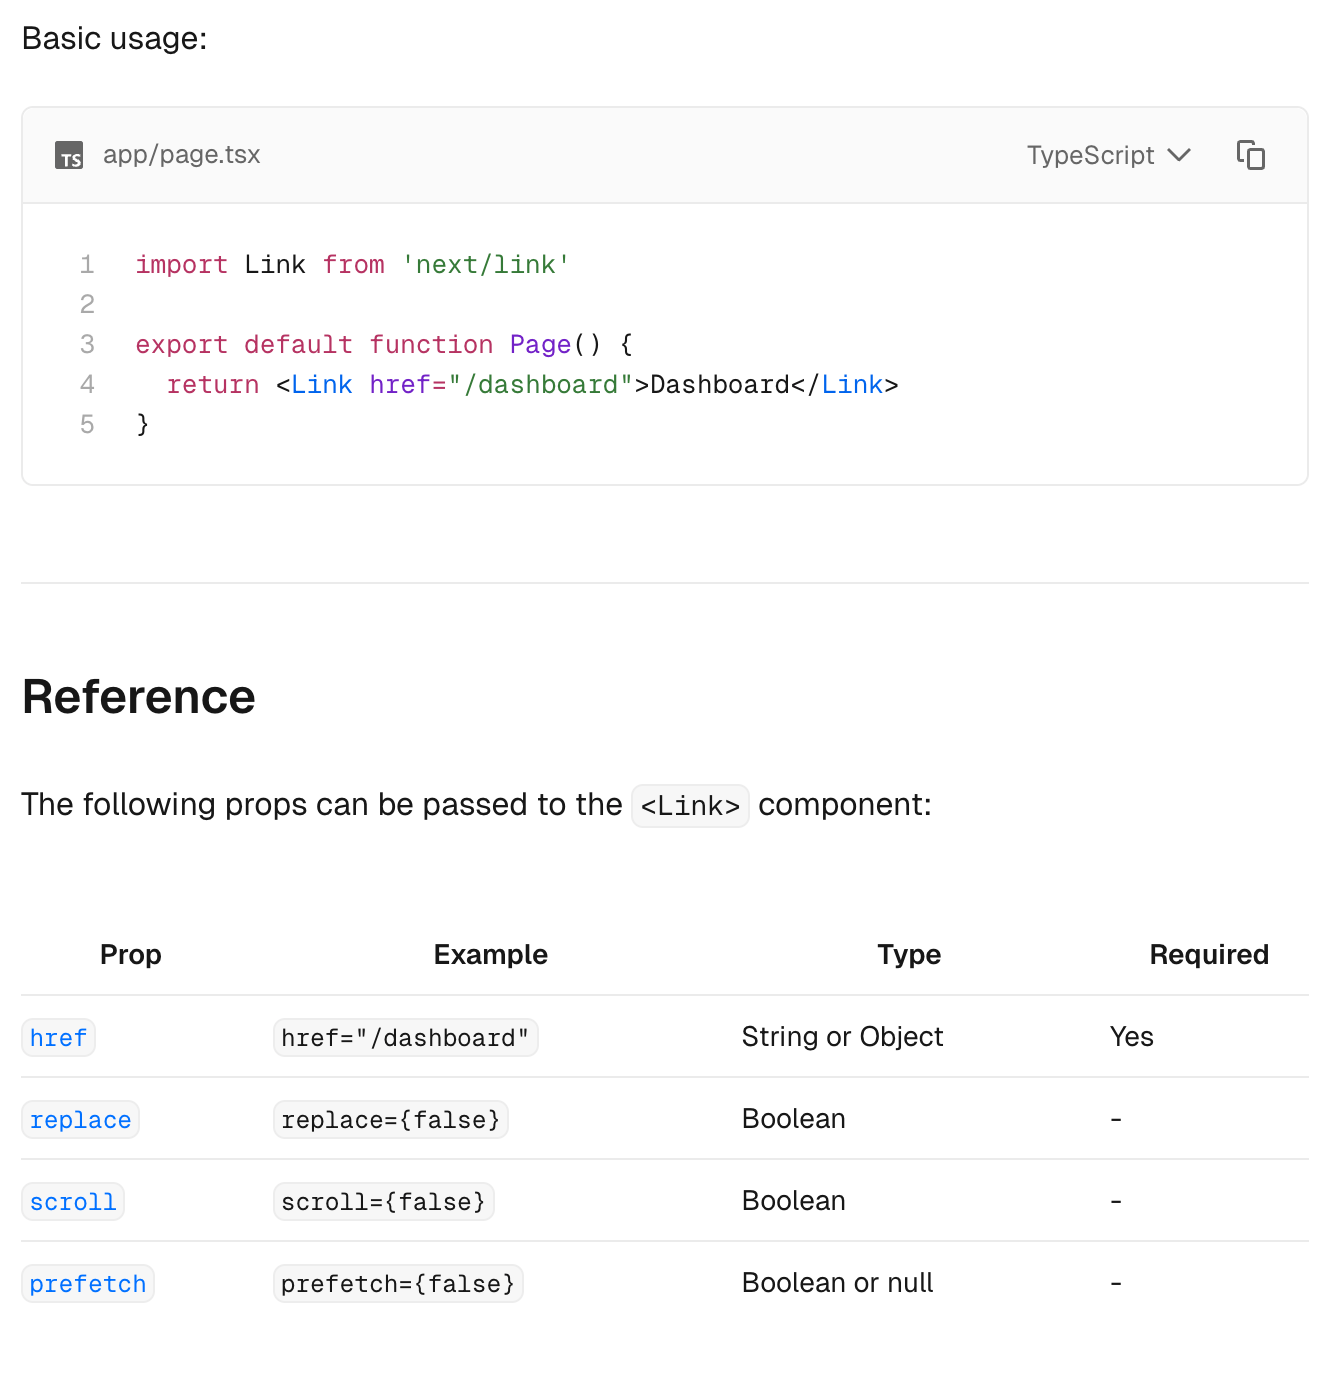 Basic usage:
TS app/page.tsx TypeScript
1 import Link from 'next/link'
2
3 export default function Page() {
4   return <Link href="/dashboard">Dashboard</Link>
5 }
Reference
The following props can be passed to the <Link> component:
Prop Example Type Required
href href="/dashboard" String or Object Yes
replace replace={false} Boolean -
scroll scroll={false} Boolean -
prefetch prefetch={false} Boolean or null -